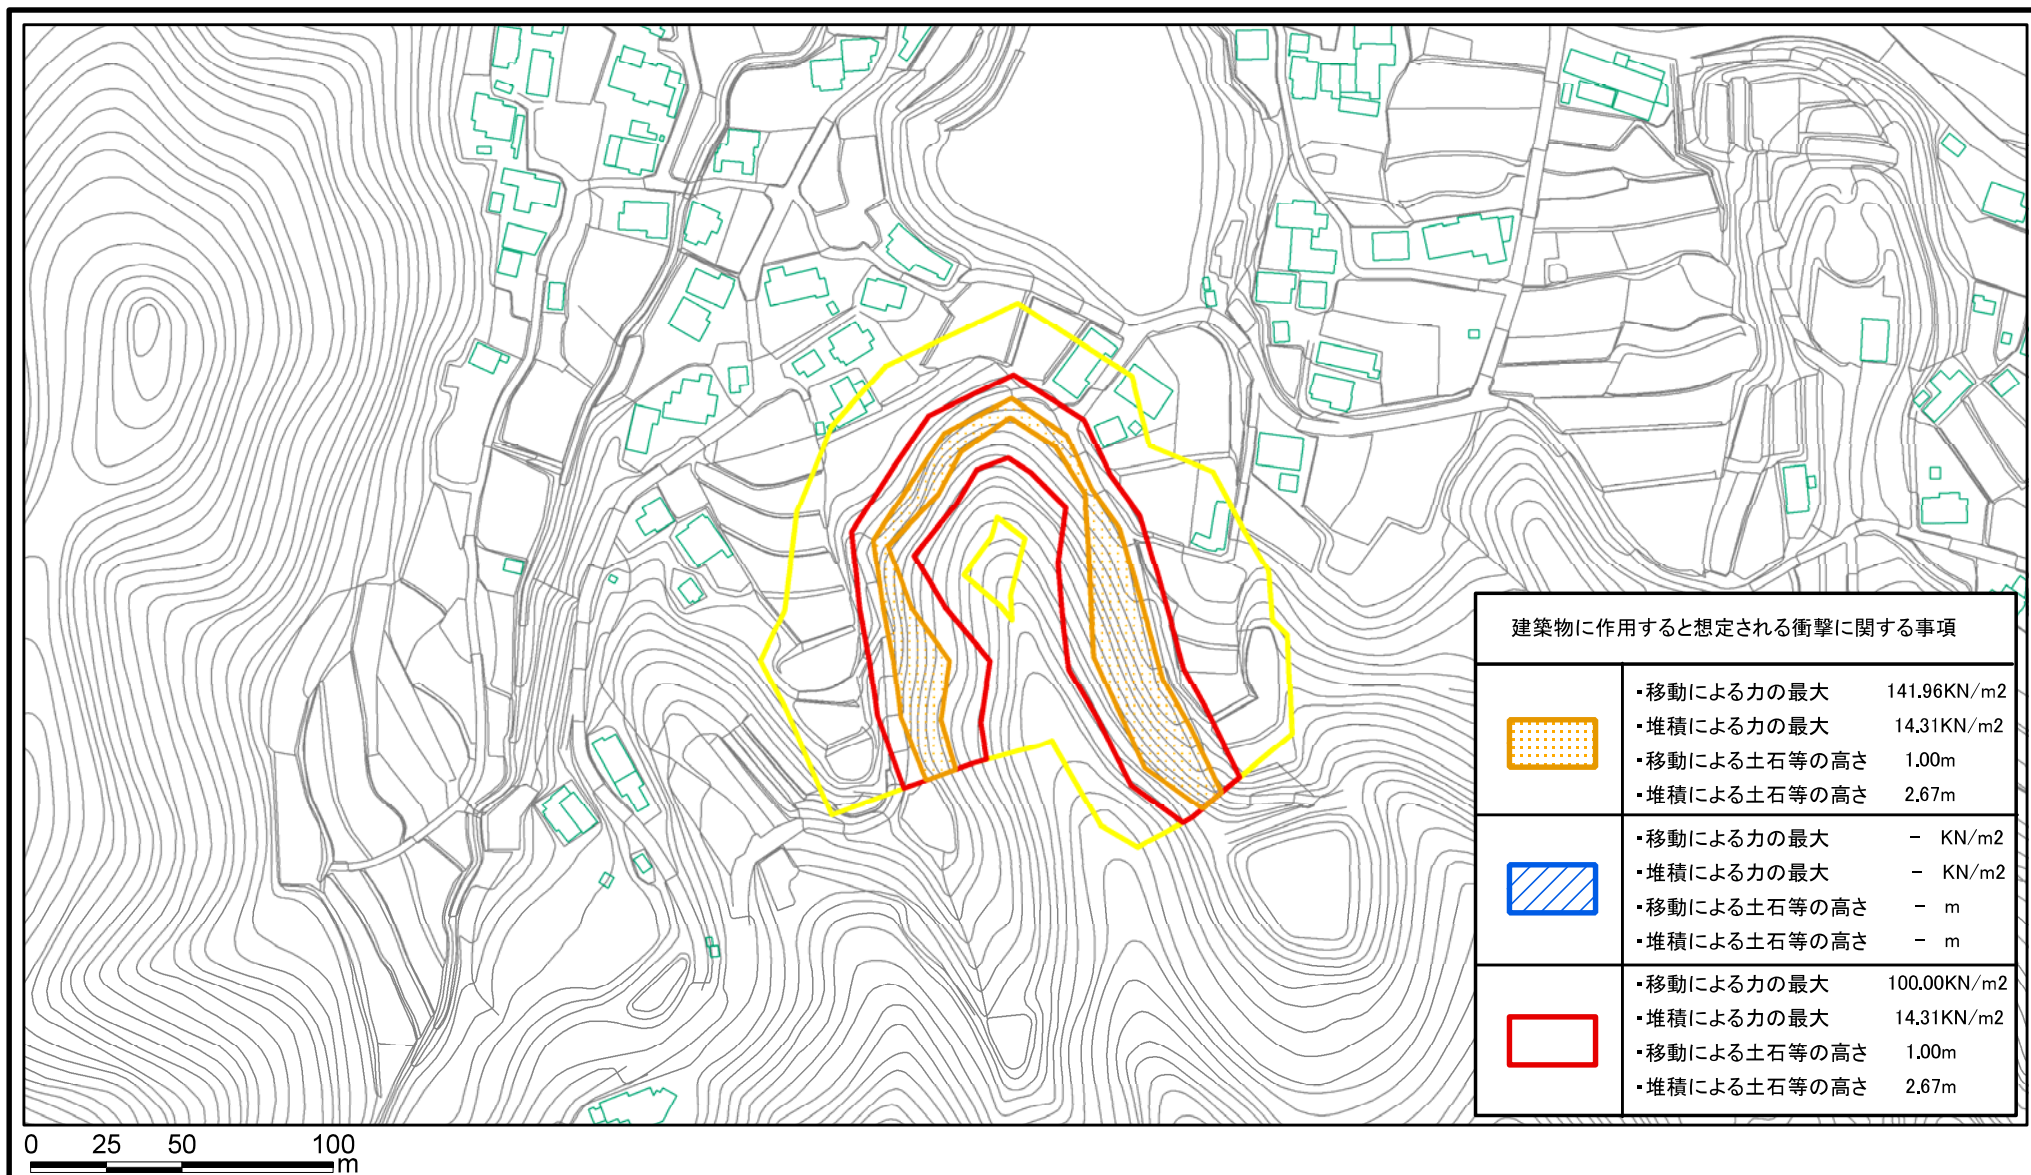 建築物に作用すると想定される衝撃に関する事項
・移動による力の最大 141.96KN/m2
・堆積による力の最大 14.31KN/m2
・移動による土石等の高さ 1.00m
・堆積による土石等の高さ 2.67m
・移動による力の最大 － KN/m2
・堆積による力の最大 － KN/m2
・移動による土石等の高さ － m
・堆積による土石等の高さ － m
・移動による力の最大 100.00KN/m2
・堆積による力の最大 14.31KN/m2
・移動による土石等の高さ 1.00m
・堆積による土石等の高さ 2.67m
0 25 50 100
m